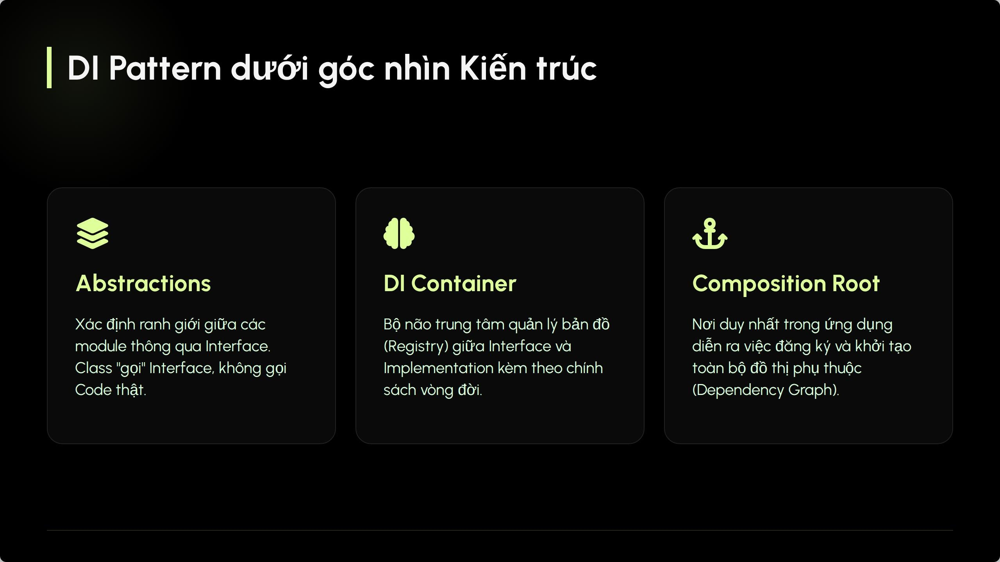 DI Pattern dưới góc nhìn Kiến trúc
Abstractions
Xác định ranh giới giữa các
module thông qua Interface.
Class "gọi" Interface, không gọi
Code thật.
DI Container
Bộ não trung tâm quản lý bản đồ
(Registry) giữa Interface và
Implementation kèm theo chính
sách vòng đời.
Composition Root
Nơi duy nhất trong ứng dụng
diễn ra việc đăng ký và khởi tạo
toàn bộ đồ thị phụ thuộc
(Dependency Graph).